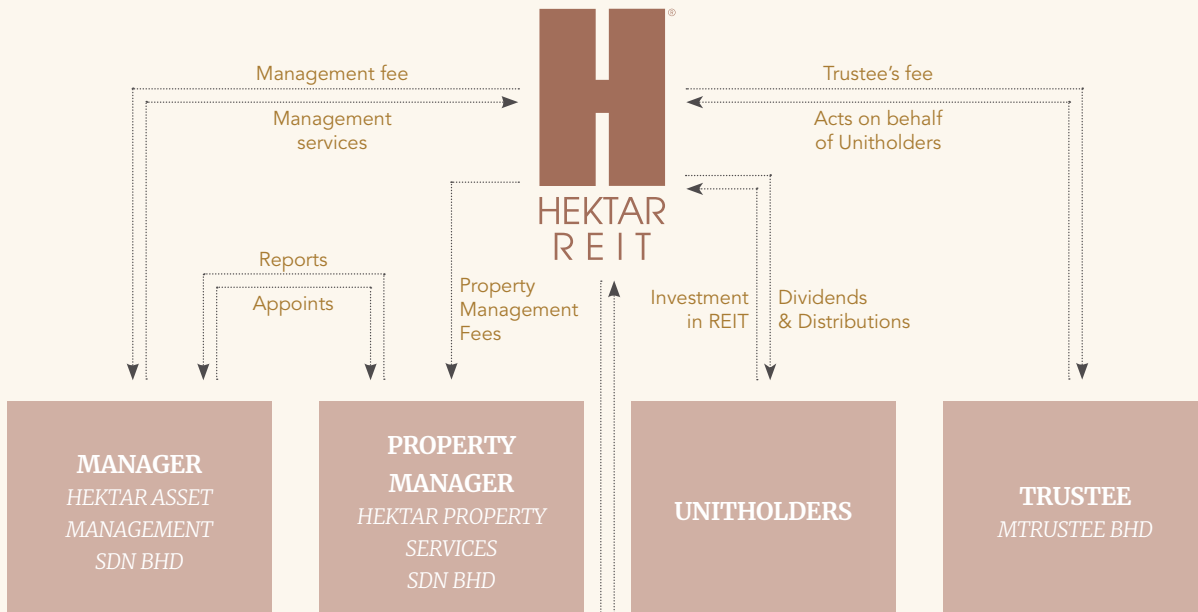 ®
Management fee
Management
services
Trustee's fee
Acts on behalf
of Unitholders
HEKTAR
REIT
Reports
Appoints
Property
Management
Fees
Investment
in REIT
Dividends
& Distributions
MANAGER
HEKTAR ASSET
MANAGEMENT
SDN BHD
PROPERTY
MANAGER
HEKTAR PROPERTY
SERVICES
SDN BHD
UNITHOLDERS
TRUSTEE
MTRUSTEE BHD